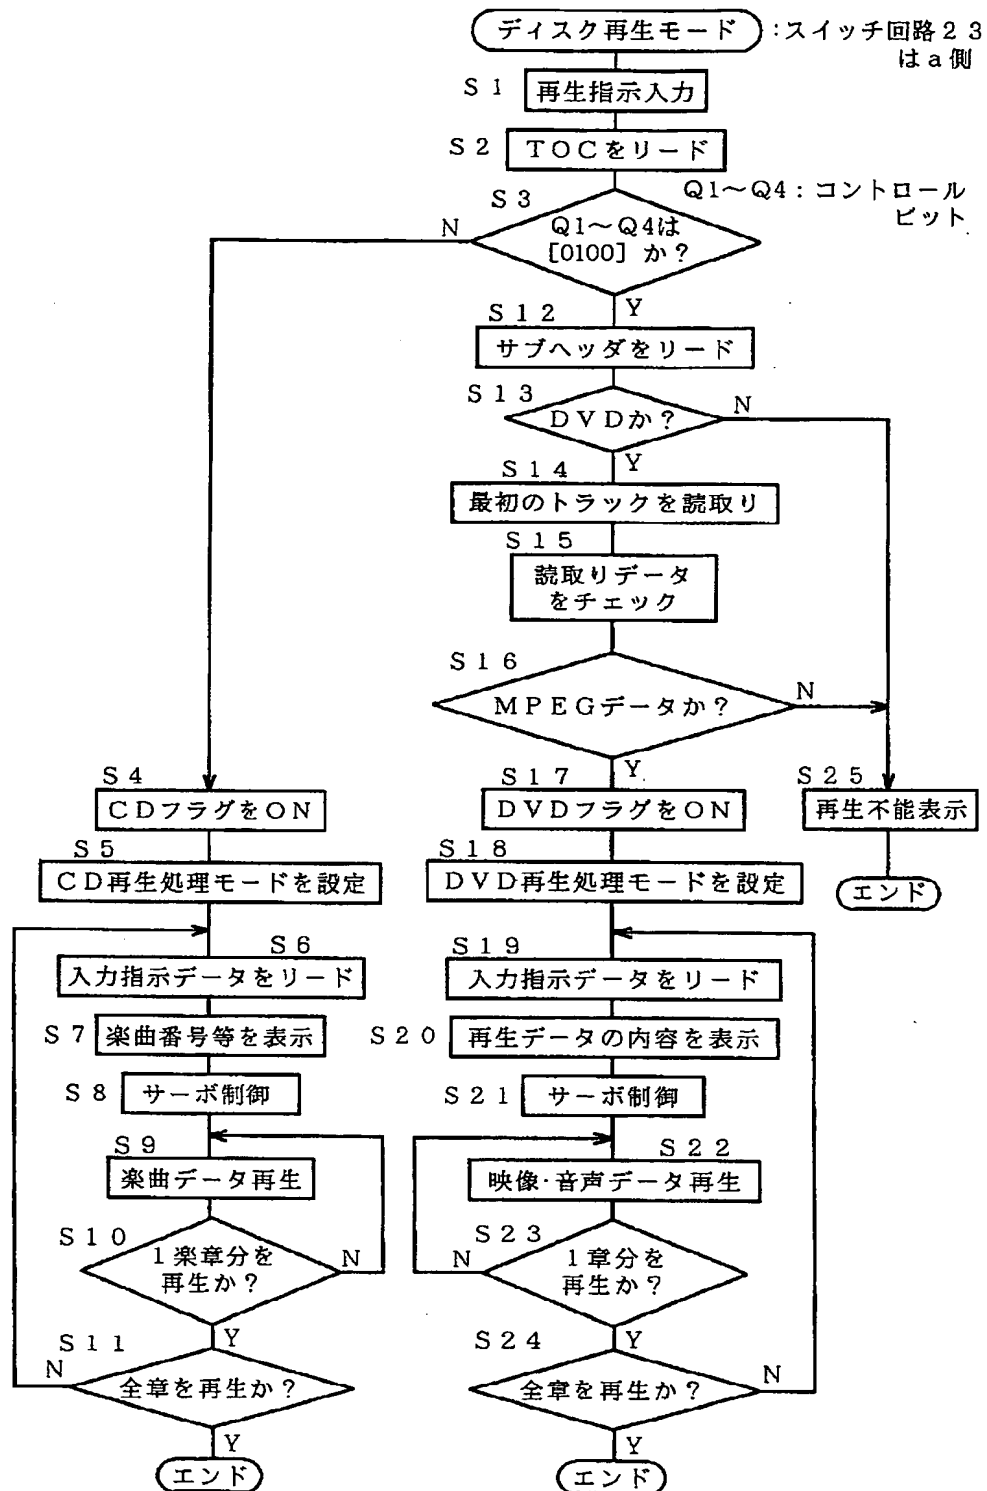 ディスク再生モード :スイッチ回路23
はa側
S1 再生指示入力
S2 TOCをリード
Q1〜Q4:コントロール
ビット
S3
Q1〜Q4は
[0100]か?
N
Y
S12
サブヘッダをリード
S13
DVDか?
N
Y
S14
最初のトラックを読取り
S15
読取りデータ
をチェック
S16
MPEGデータか?
N
Y
S4
CDフラグをON
S5
CD再生処理モードを設定
S6
入力指示データをリード
S7 楽曲番号等を表示
S8 サーボ制御
S9
楽曲データ再生
S10
1楽章分を
再生か?
N
Y
S11
全章を再生か?
N
Y
エンド
S17
DVDフラグをON
S18
DVD再生処理モードを設定
S19
入力指示データをリード
S20 再生データの内容を表示
S21 サーボ制御
S22
映像·音声データ再生
S23
1章分を
再生か?
N
Y
S24
全章を再生か?
N
Y
エンド
S25
再生不能表示
エンド